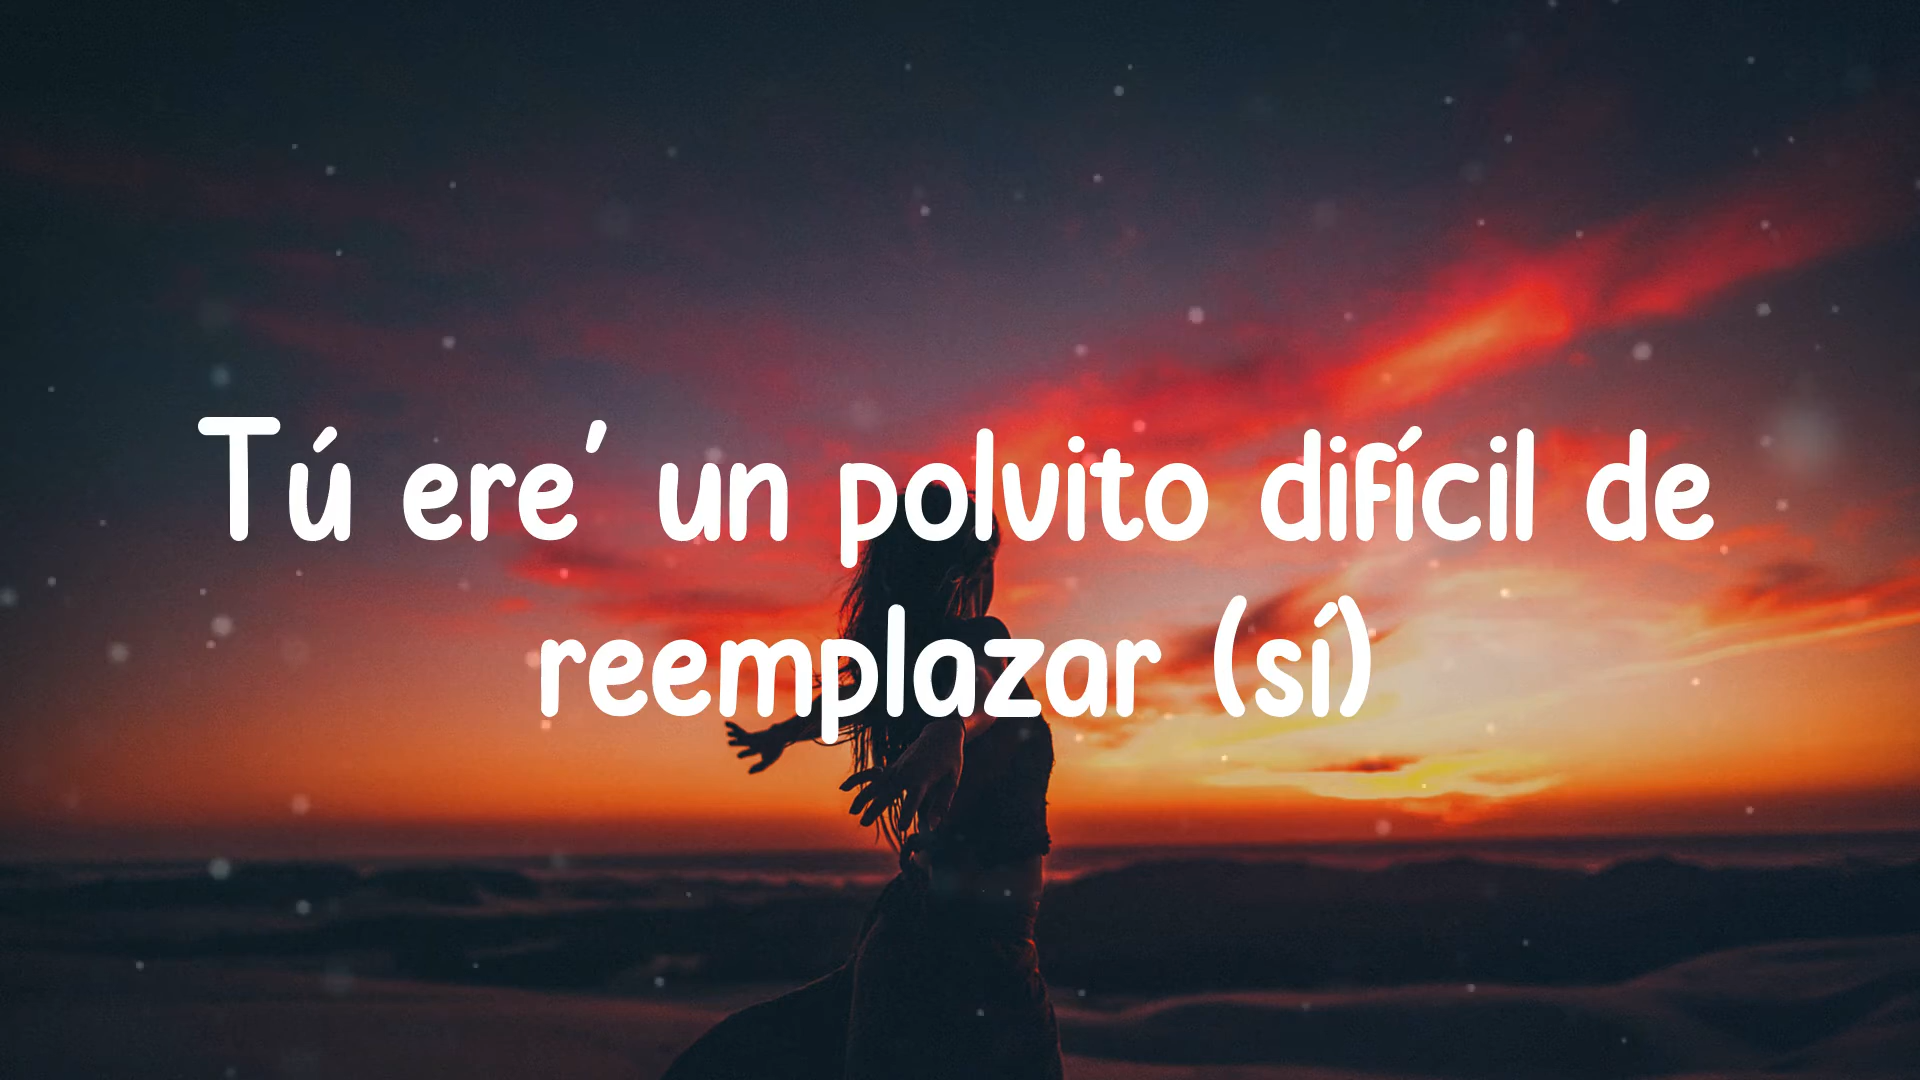 Tú ere' un polvito difícil de
reemplazar (sí)